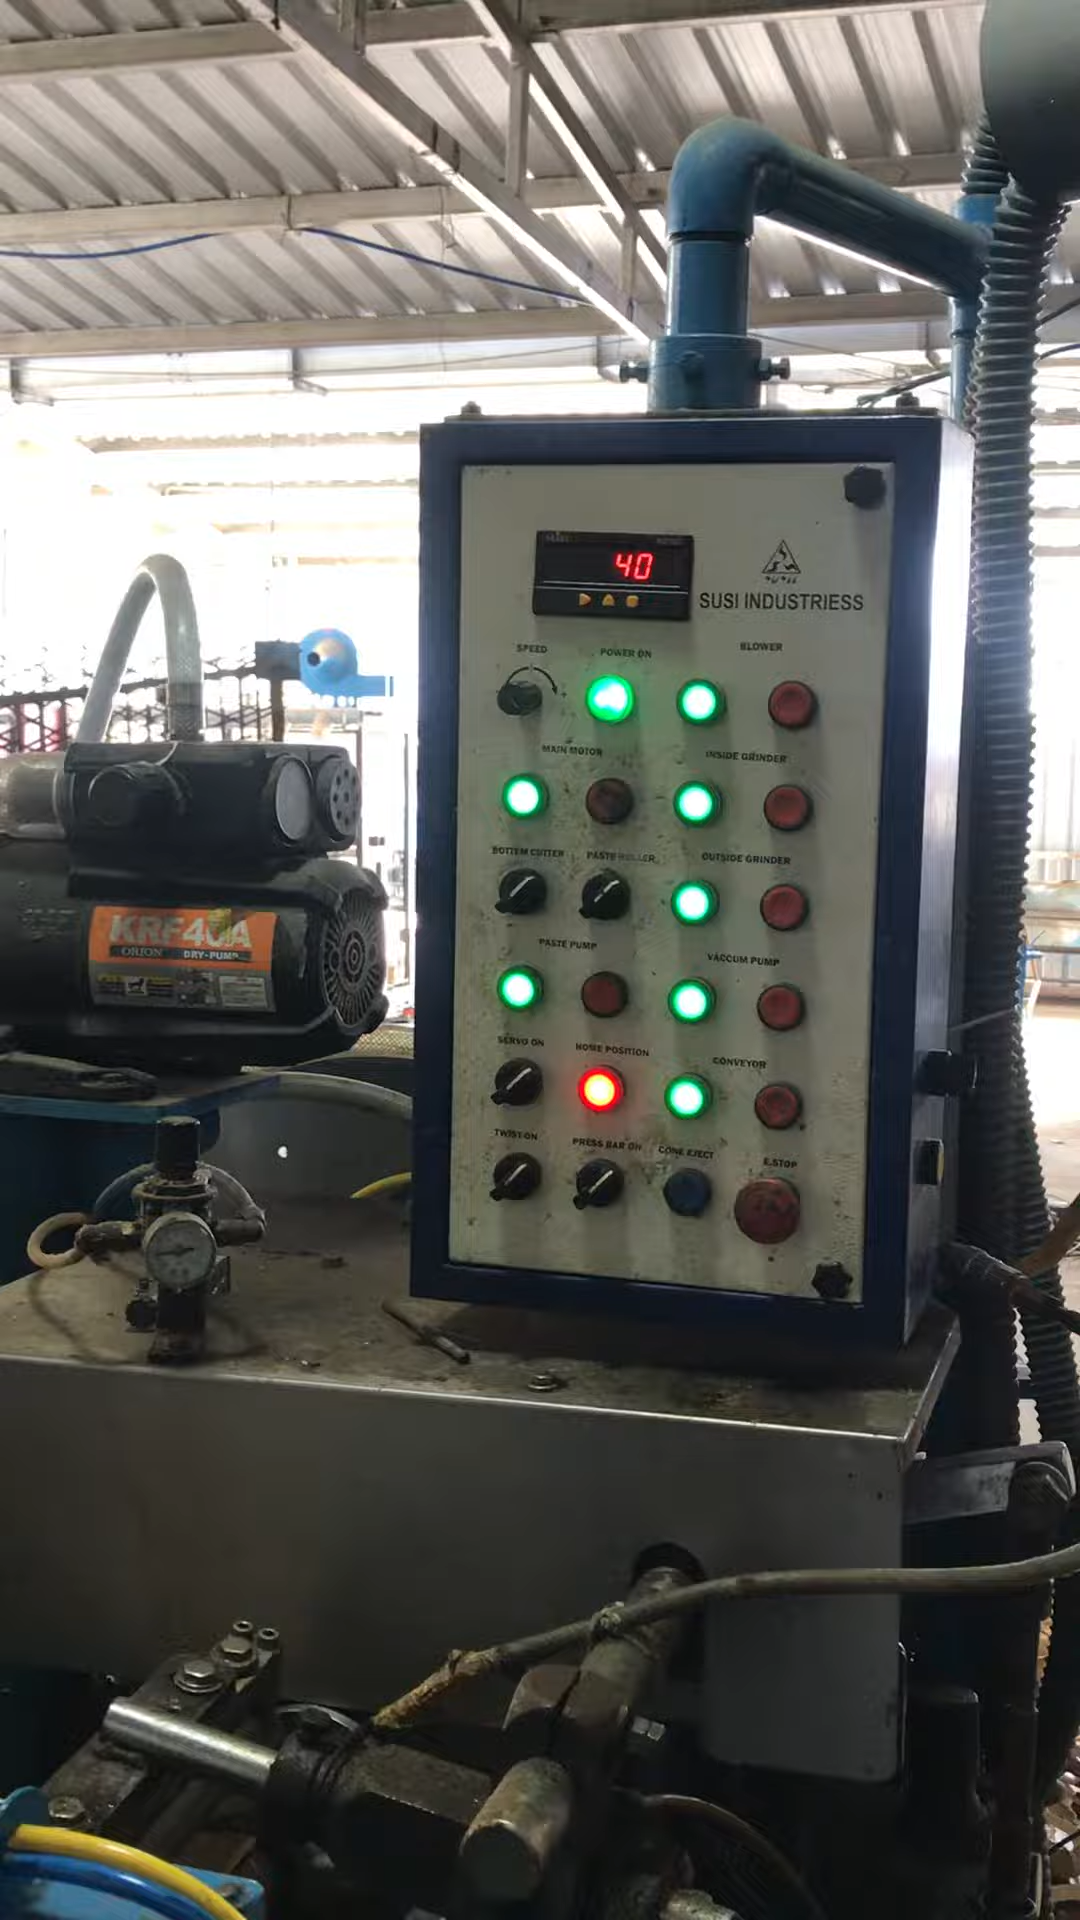 40
SUSI INDUSTRIESS
SPEED
POWER ON
BLOWER
MAIN MOTOR
INSIDE GRINDER
BOTTEM CUTTER
PASTE ROLLER
OUTSIDE GRINDER
PASTE PUMP
VACCUM PUMP
SERVO ON
HOME POSITION
CONVEYOR
TWIST ON
PRESS BAR ON
CONE EJECT
E.STOP
KRF40A
ORION DRY-PUMP